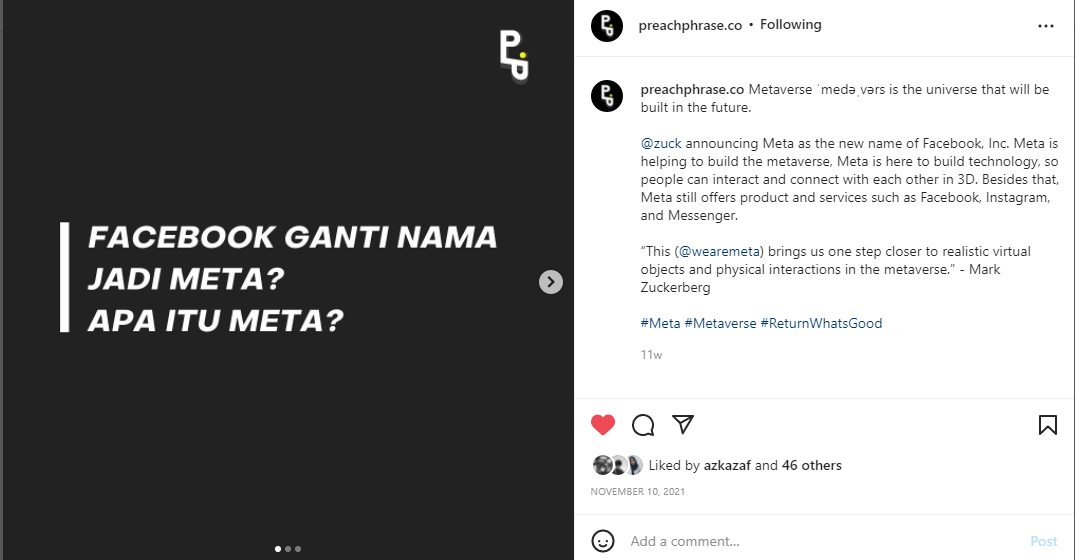 P.P
FACEBOOK GANTI NAMA
JADI META?
APA ITU META?
preachphrase.co • Following
preachphrase.co Metaverse ˈmedəˌvərs is the universe that will be
built in the future.
@zuck announcing Meta as the new name of Facebook, Inc. Meta is
helping to build the metaverse, Meta is here to build technology, so
people can interact and connect with each other in 3D. Besides that,
Meta still offers product and services such as Facebook, Instagram,
and Messenger.
“This (@wearemeta) brings us one step closer to realistic virtual
objects and physical interactions in the metaverse.” - Mark
Zuckerberg
#Meta #Metaverse #ReturnWhatsGood
11w
Liked by azkazaf and 46 others
NOVEMBER 10, 2021
Add a comment...
Post